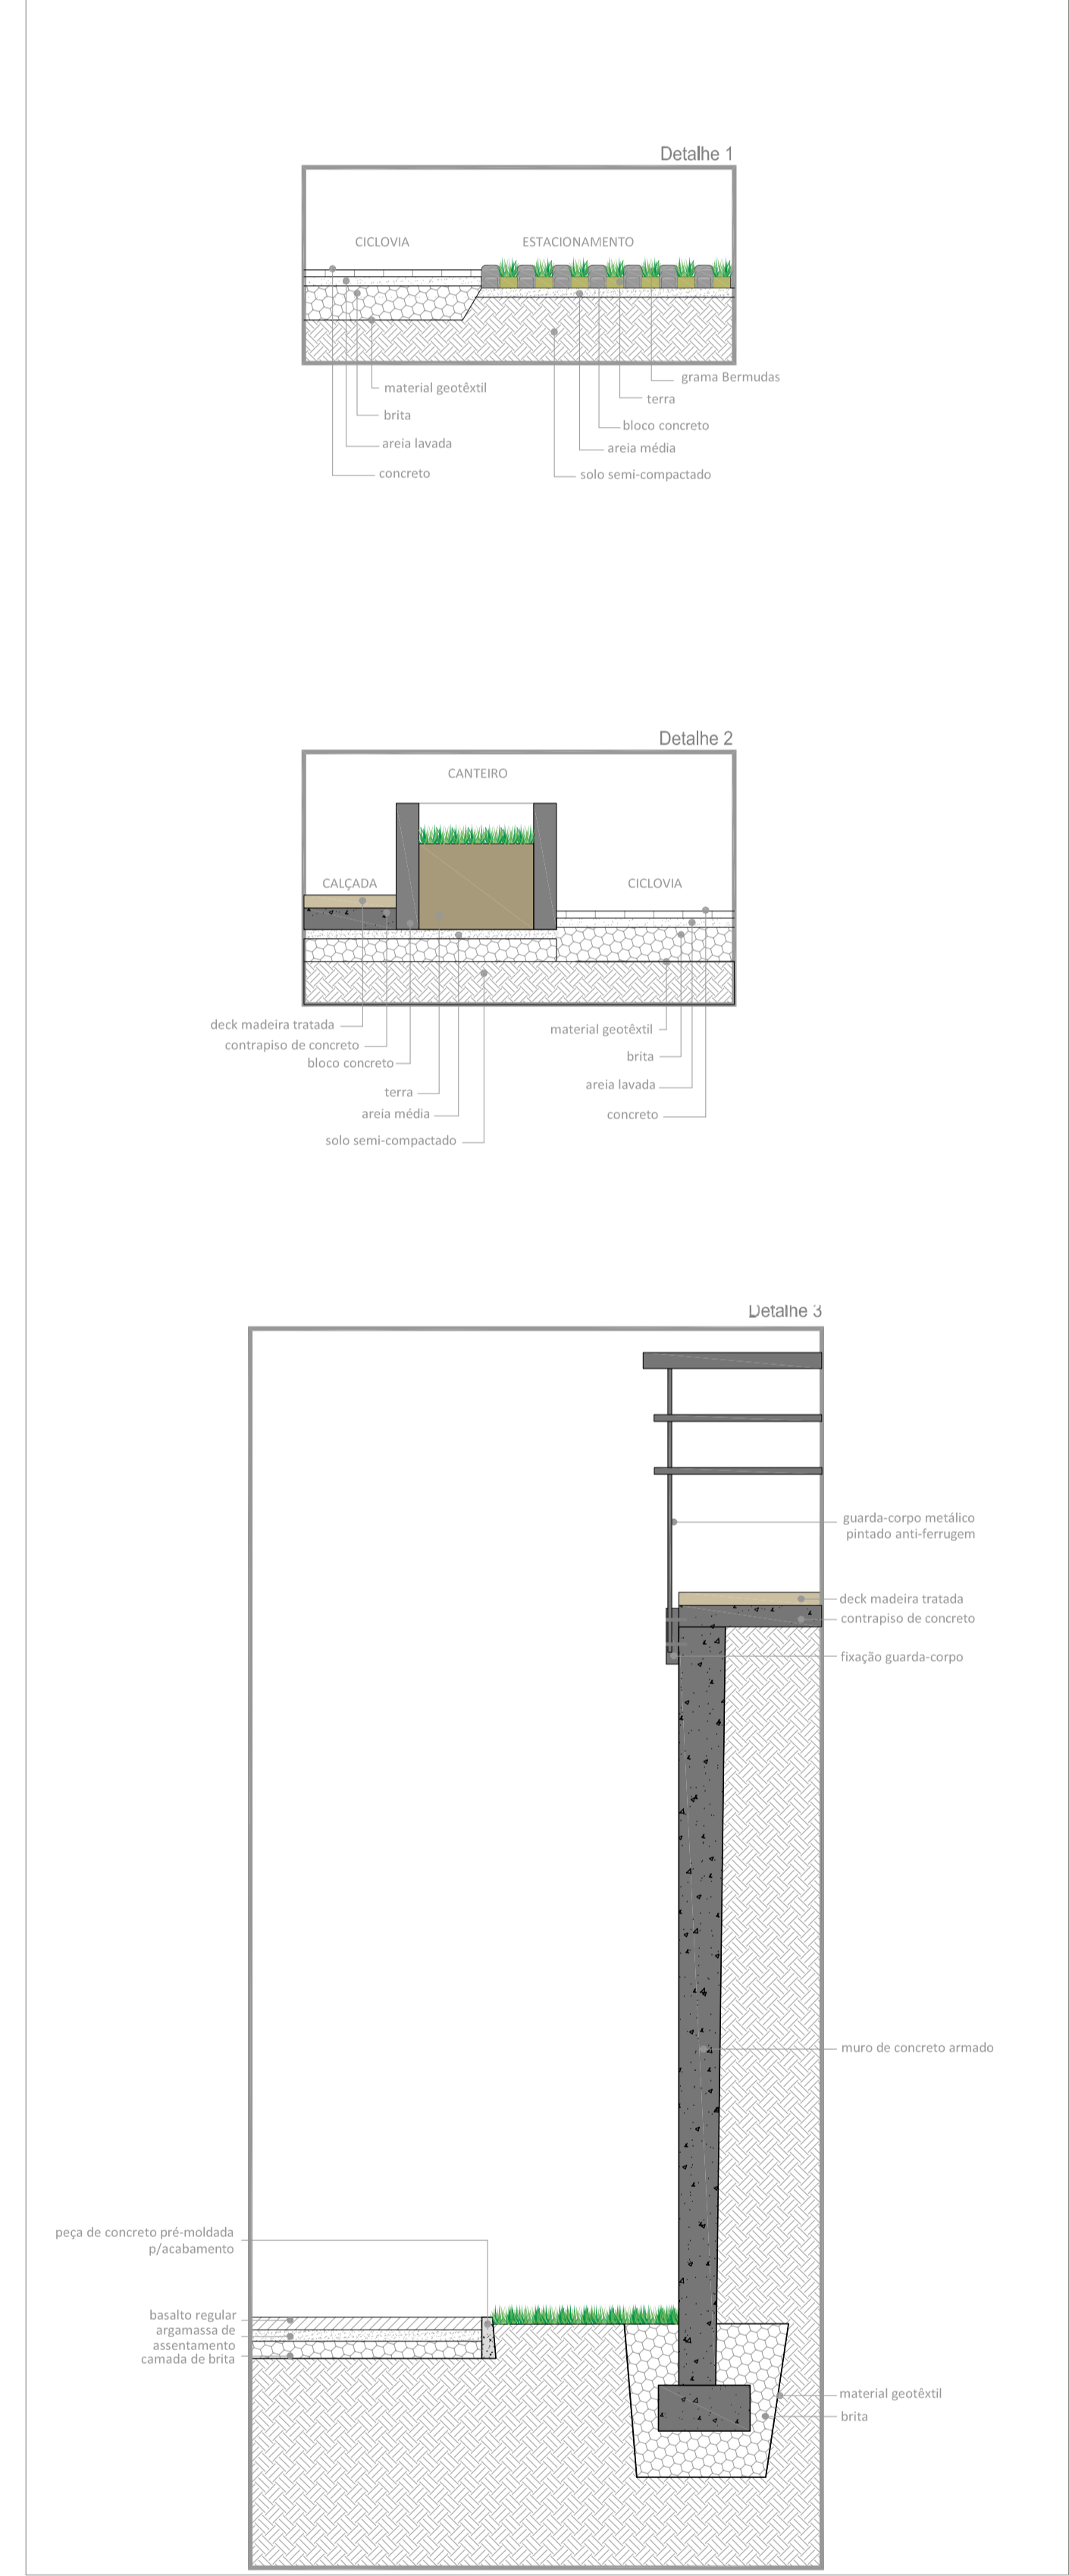 Detalhe 1
CICLOVIA
ESTACIONAMENTO
grama Bermudas
material geotêxtil
terra
brita
bloco concreto
areia lavada
areia média
concreto
solo semi-compactado
Detalhe 2
CANTEIRO
CALÇADA
CICLOVIA
deck madeira tratada
material geotêxtil
contrapiso de concreto
brita
bloco concreto
areia lavada
terra
areia média
concreto
solo semi-compactado
Detalhe 3
guarda-corpo metálico
pintado anti-ferrugem
deck madeira tratada
contrapiso de concreto
fixação guarda-corpo
muro de concreto armado
peça de concreto pré-moldada
p/acabamento
basalto regular
argamassa de
assentamento
camada de brita
material geotêxtil
brita